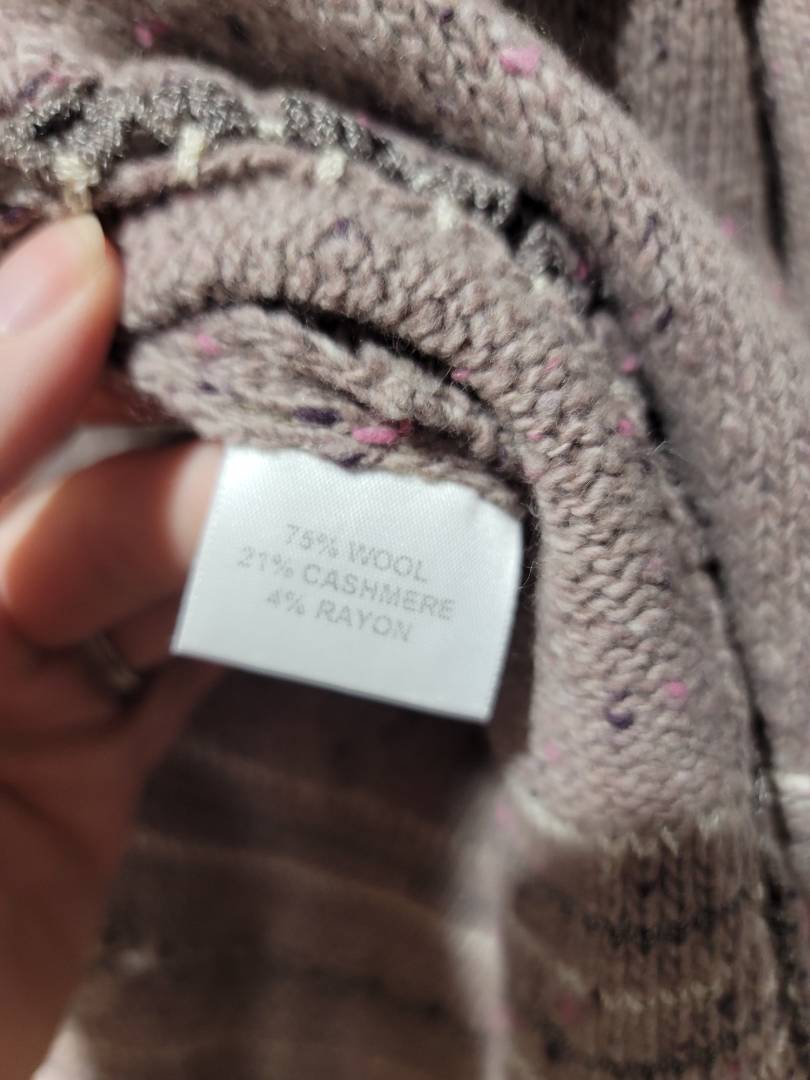 75% WOOL
21% CASHMERE
4% RAYON